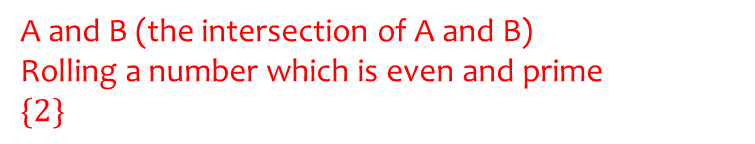 A and B (the intersection of A and B)
Rolling a number which is even and prime
{2}